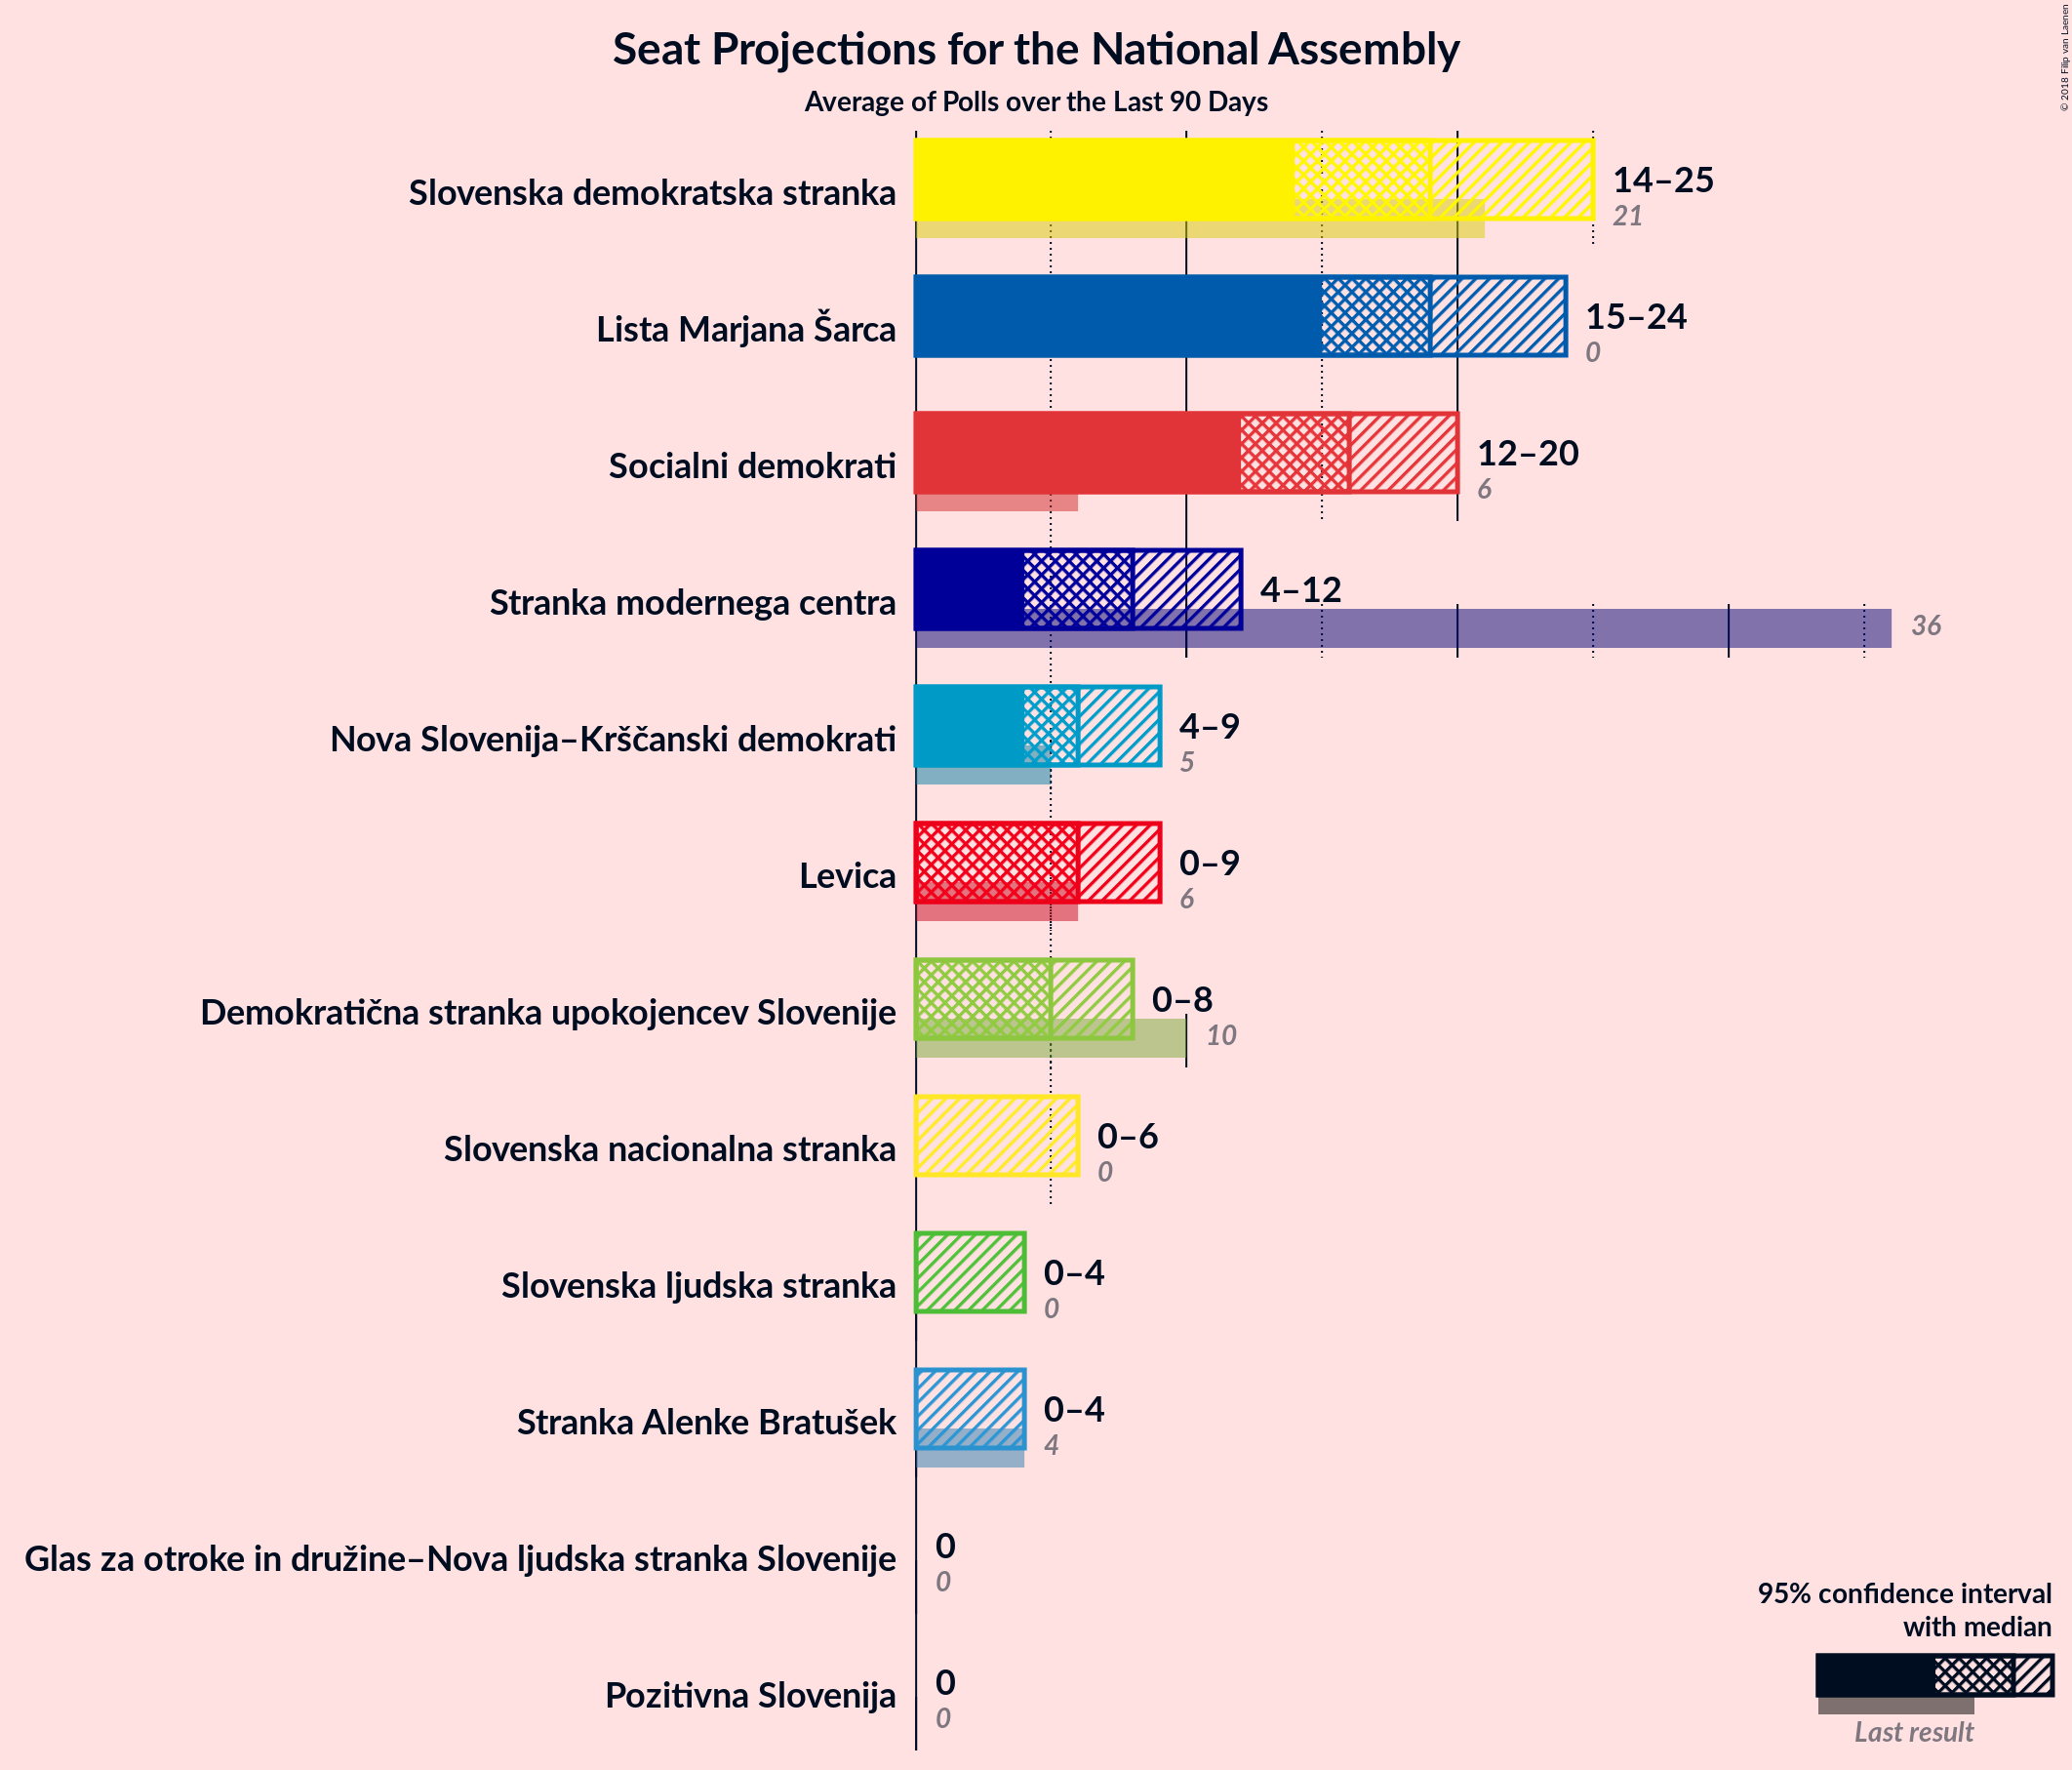 Seat Projections for the National Assembly
Average of Polls over the Last 90 Days
© 2018 Filip van Laenen
Slovenska demokratska stranka
14–25
21
Lista Marjana Šarca
15–24
0
Socialni demokrati
12–20
6
Stranka modernega centra
4–12
36
Nova Slovenija–Krščanski demokrati
4–9
5
Levica
0–9
6
Demokratična stranka upokojencev Slovenije
0–8
10
Slovenska nacionalna stranka
0–6
0
Slovenska ljudska stranka
0–4
0
Stranka Alenke Bratušek
0–4
4
Glas za otroke in družine–Nova ljudska stranka Slovenije
0
0
Pozitivna Slovenija
0
0
95% confidence interval
with median
Last result